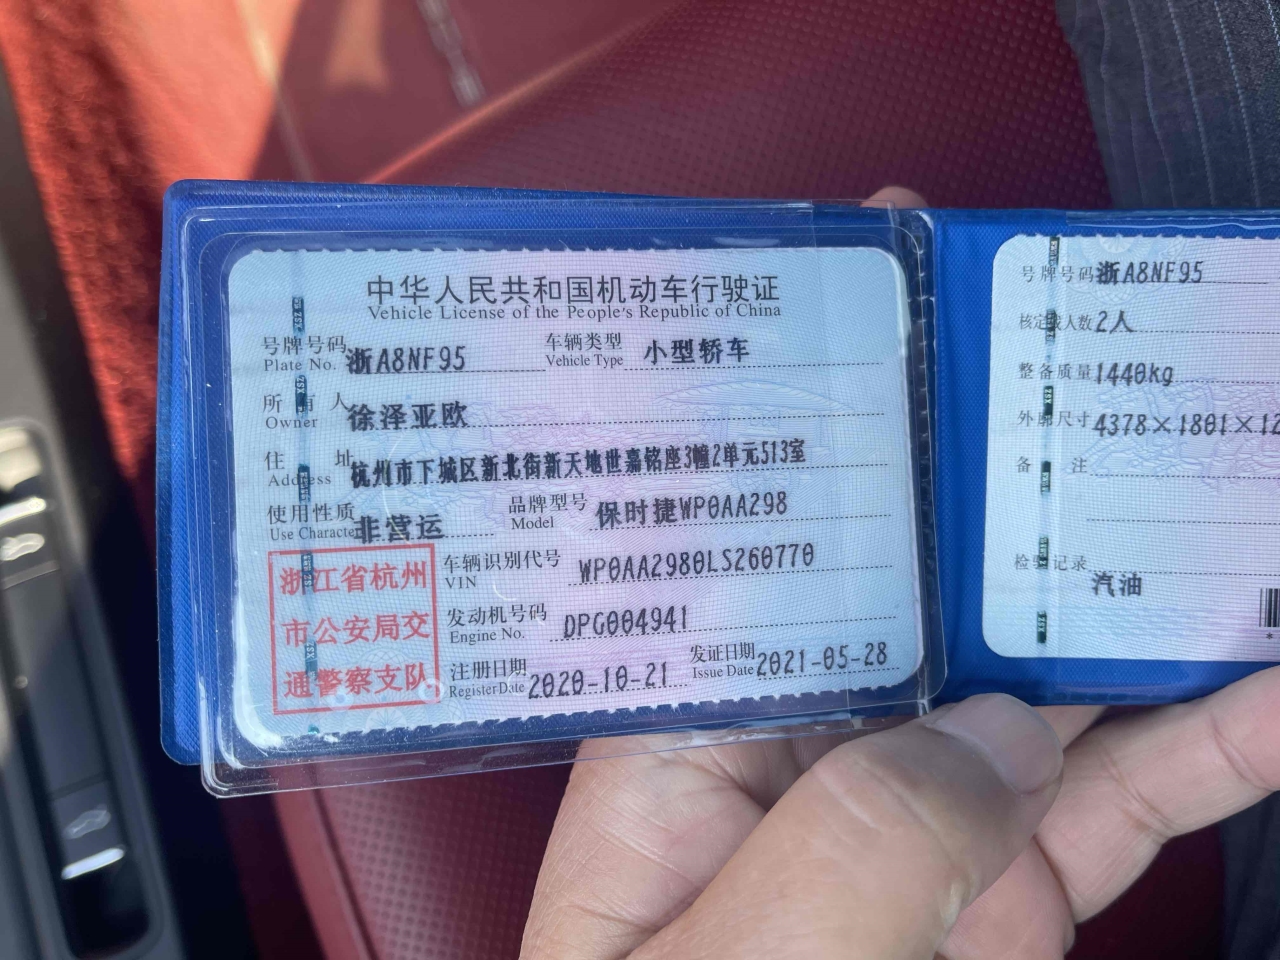 中华人民共和国机动车行驶证
Vehicle License of the People's Republic of China
号牌号码 浙A8NF95 车辆类型 小型轿车
Plate No. Vehicle Type
所有人 徐泽亚欧
Owner
住址 杭州市下城区新北街新天地世嘉铭座3幢2单元513室
Address
使用性质 非营运 品牌型号 保时捷WP0AA298
Use Character Model
车辆识别代号 WP0AA2980LS260770
VIN
发动机号码 DPG004941
Engine No.
注册日期 2020-10-21 发证日期 2021-05-28
Register Date Issue Date
浙江省杭州
市公安局交
通警察支队
号牌号码 浙A8NF95
核定载人数 2人
整备质量 1440kg
外廓尺寸 4378×1801×12
备注
检验记录
汽油